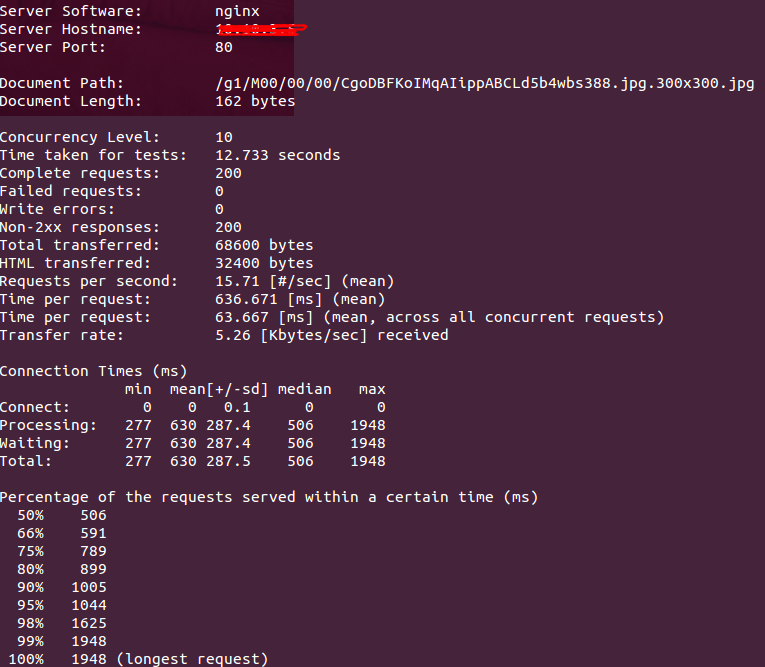 Server Software:        nginx
Server Hostname:
Server Port:            80
Document Path:          /g1/M00/00/00/CgoDBFKoIMqAIippABCLd5b4wbs388.jpg.300x300.jpg
Document Length:        162 bytes
Concurrency Level:      10
Time taken for tests:   12.733 seconds
Complete requests:      200
Failed requests:        0
Write errors:           0
Non-2xx responses:      200
Total transferred:      68600 bytes
HTML transferred:       32400 bytes
Requests per second:    15.71 [#/sec] (mean)
Time per request:       636.671 [ms] (mean)
Time per request:       63.667 [ms] (mean, across all concurrent requests)
Transfer rate:          5.26 [Kbytes/sec] received
Connection Times (ms)
              min  mean[+/-sd] median   max
Connect:        0    0   0.1      0       0
Processing:   277  630 287.4    506    1948
Waiting:      277  630 287.4    506    1948
Total:        277  630 287.5    506    1948
Percentage of the requests served within a certain time (ms)
  50%    506
  66%    591
  75%    789
  80%    899
  90%   1005
  95%   1044
  98%   1625
  99%   1948
 100%   1948 (longest request)